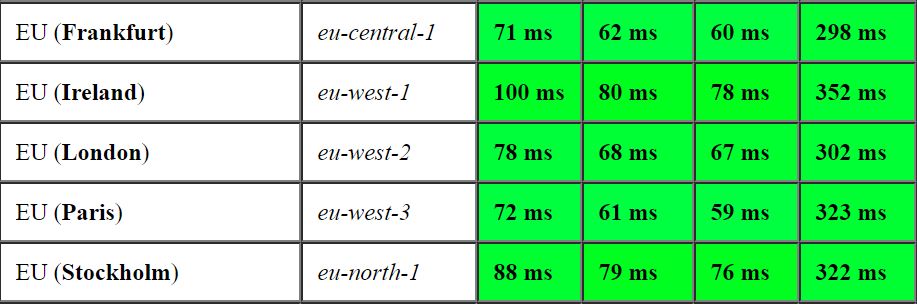 EU (Frankfurt) eu-central-1 71 ms 62 ms 60 ms 298 ms
EU (Ireland) eu-west-1 100 ms 80 ms 78 ms 352 ms
EU (London) eu-west-2 78 ms 68 ms 67 ms 302 ms
EU (Paris) eu-west-3 72 ms 61 ms 59 ms 323 ms
EU (Stockholm) eu-north-1 88 ms 79 ms 76 ms 322 ms